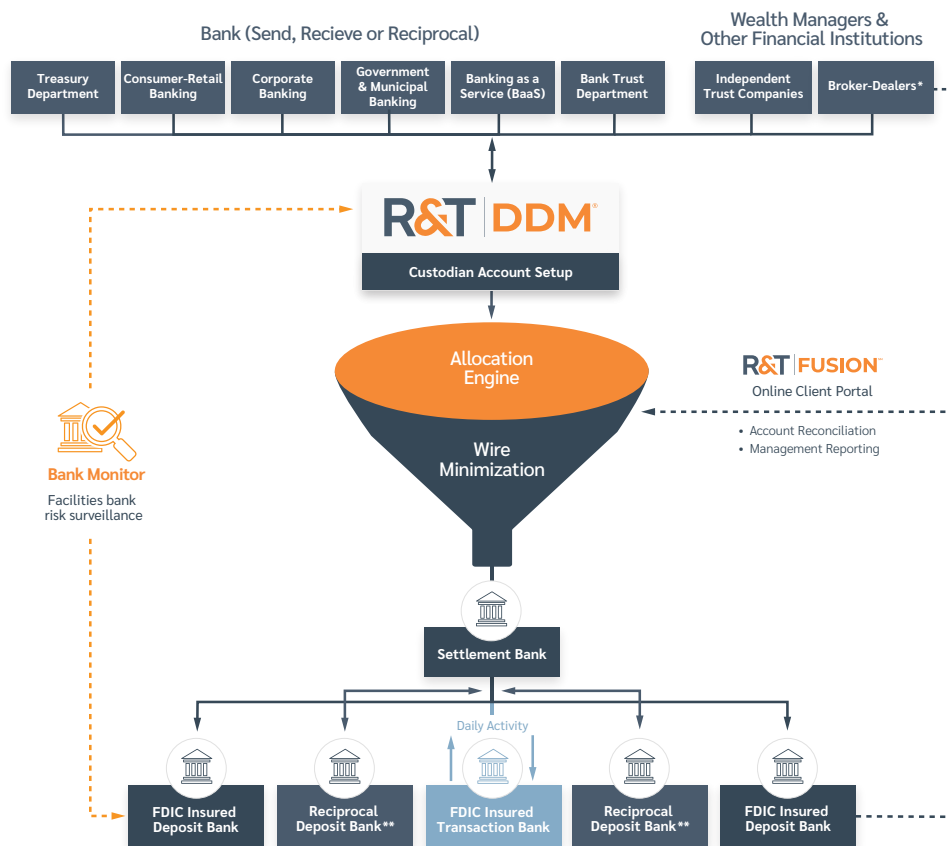 Bank (Send, Recieve or Reciprocal)
Wealth Managers &
Other Financial Institutions
Treasury
Department
Consumer-Retail
Banking
Corporate
Banking
Government
& Municipal
Banking
Banking as a
Service (BaaS)
Bank Trust
Department
Independent
Trust Companies
Broker-Dealers*
R&T | DDM®
Custodian Account Setup
Allocation
Engine
Wire
Minimization
R&T | FUSION™
Online Client Portal
• Account Reconciliation
• Management Reporting
Bank Monitor
Facilities bank
risk surveillance
Settlement Bank
Daily Activity
FDIC Insured
Deposit Bank
Reciprocal
Deposit Bank**
FDIC Insured
Transaction Bank
Reciprocal
Deposit Bank**
FDIC Insured
Deposit Bank